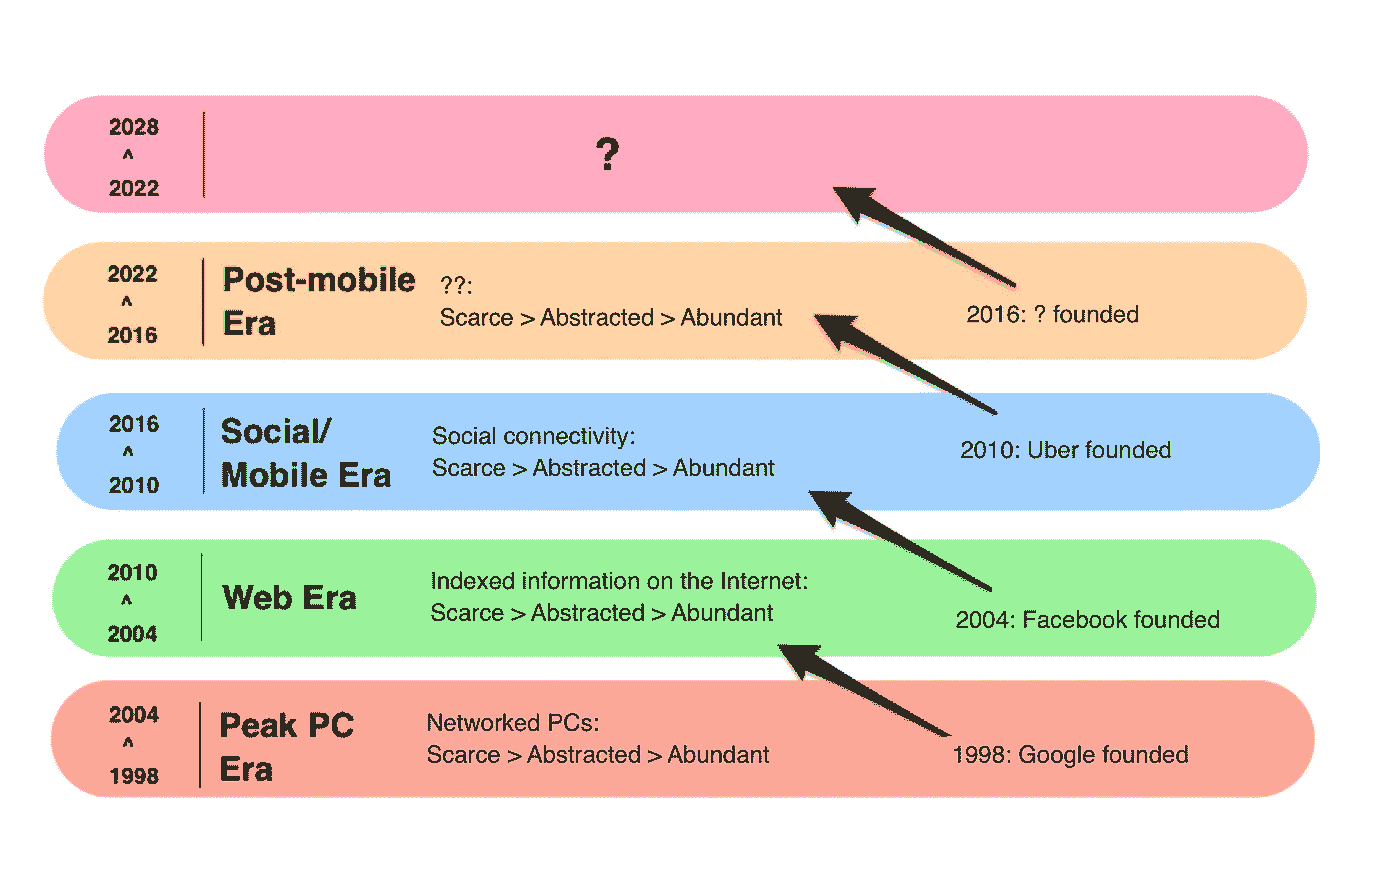 2028
^
2022
?
2022
^
2016
Post-mobile
Era
??:
Scarce > Abstracted > Abundant
2016: ? founded
2016
^
2010
Social/
Mobile Era
Social connectivity:
Scarce > Abstracted > Abundant
2010: Uber founded
2010
^
2004
Web Era
Indexed information on the Internet:
Scarce > Abstracted > Abundant
2004: Facebook founded
2004
^
1998
Peak PC
Era
Networked PCs:
Scarce > Abstracted > Abundant
1998: Google founded